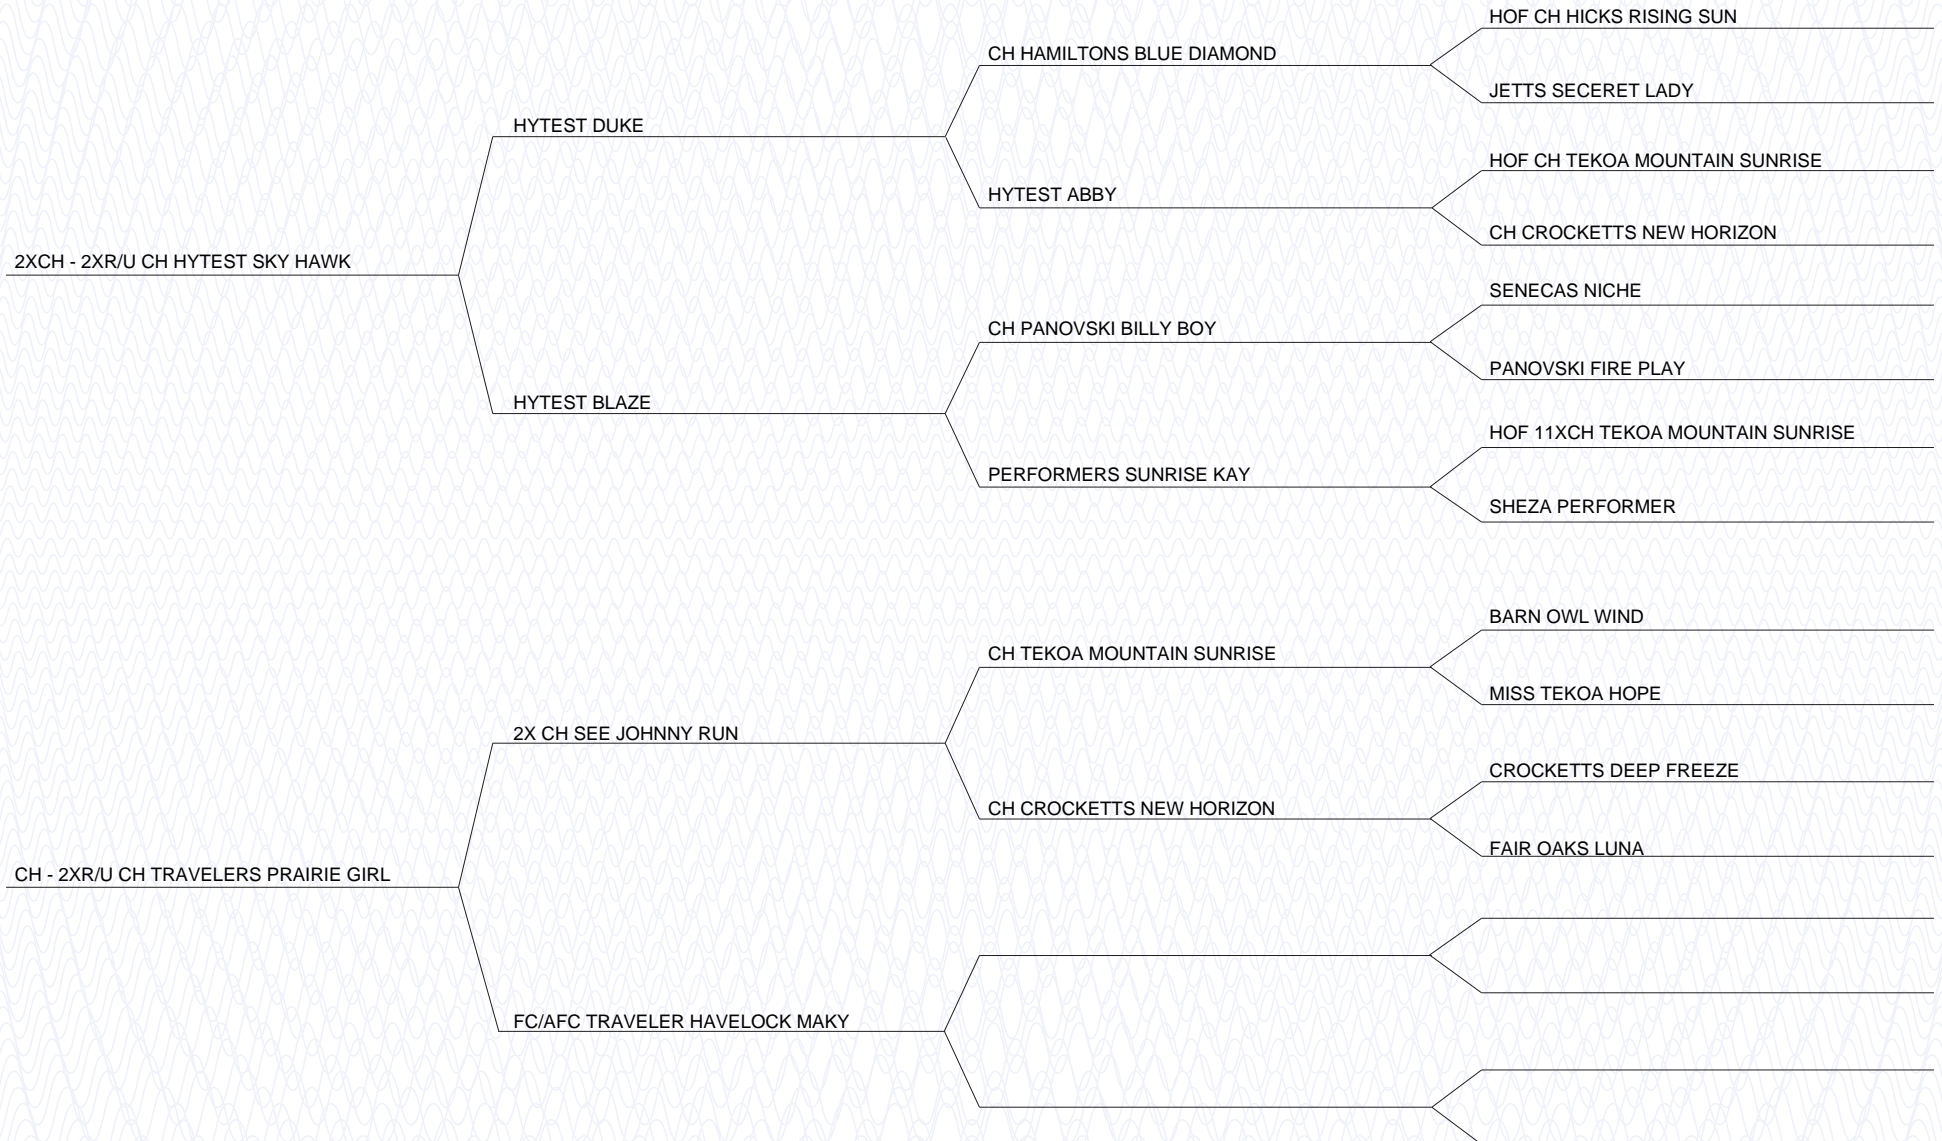 HOF CH HICKS RISING SUN
CH HAMILTONS BLUE DIAMOND
JETTS SECERET LADY
HYTEST DUKE
HOF CH TEKOA MOUNTAIN SUNRISE
HYTEST ABBY
CH CROCKETTS NEW HORIZON
2XCH - 2XR/U CH HYTEST SKY HAWK
SENECAS NICHE
CH PANOVSKI BILLY BOY
PANOVSKI FIRE PLAY
HYTEST BLAZE
HOF 11XCH TEKOA MOUNTAIN SUNRISE
PERFORMERS SUNRISE KAY
SHEZA PERFORMER
BARN OWL WIND
CH TEKOA MOUNTAIN SUNRISE
MISS TEKOA HOPE
2X CH SEE JOHNNY RUN
CROCKETTS DEEP FREEZE
CH CROCKETTS NEW HORIZON
FAIR OAKS LUNA
CH - 2XR/U CH TRAVELERS PRAIRIE GIRL
FC/AFC TRAVELER HAVELOCK MAKY